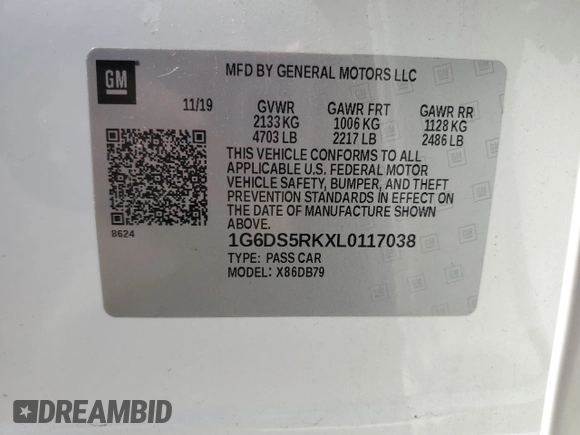 GM
MFD BY GENERAL MOTORS LLC
11/19 GVWR GAWR FRT GAWR RR
2133 KG 1006 KG 1128 KG
4703 LB 2217 LB 2486 LB
THIS VEHICLE CONFORMS TO ALL
APPLICABLE U.S. FEDERAL MOTOR
VEHICLE SAFETY, BUMPER, AND THEFT
PREVENTION STANDARDS IN EFFECT ON
THE DATE OF MANUFACTURE SHOWN
ABOVE.
8624
1G6DS5RKXL0117038
TYPE: PASS CAR
MODEL: X86DB79
DREAMBID